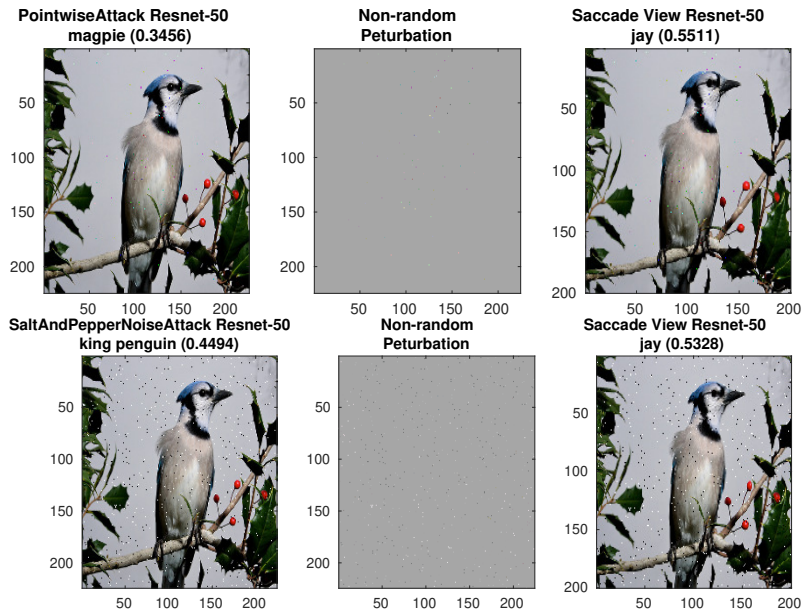 PointwiseAttack Resnet-50
magpie (0.3456)
Non-random
Peturbation
Saccade View Resnet-50
jay (0.5511)
50
100
150
200
50 100 150 200
50
100
150
200
50 100 150 200
50
100
150
200
50 100 150 200
SaltAndPepperNoiseAttack Resnet-50
king penguin (0.4494)
Non-random
Peturbation
Saccade View Resnet-50
jay (0.5328)
50
100
150
200
50 100 150 200
50
100
150
200
50 100 150 200
50
100
150
200
50 100 150 200